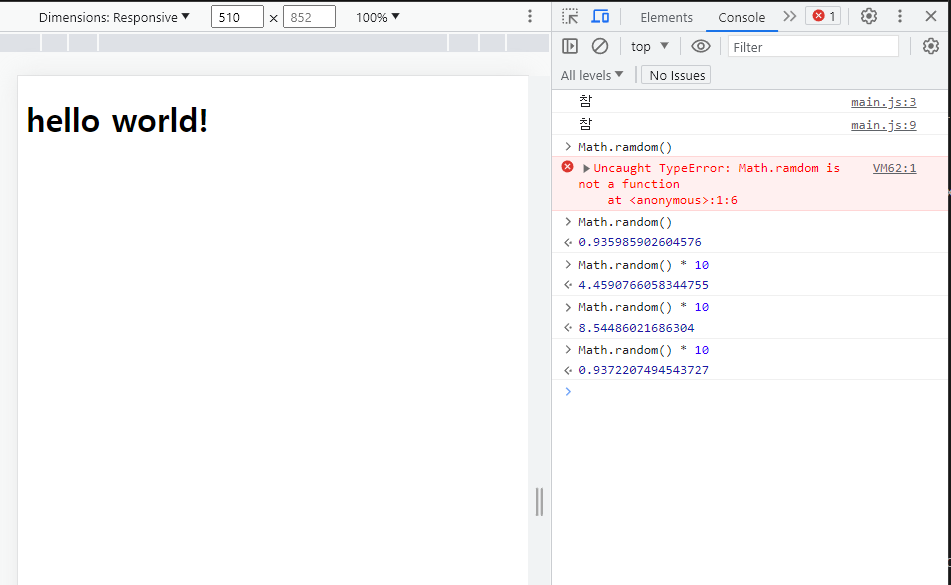 Dimensions: Responsive 510 × 852 100%
Elements Console 1
top Filter
All levels No Issues
hello world!
참 main.js:3
참 main.js:9
Math.ramdom()
Uncaught TypeError: Math.ramdom is VM62:1
not a function
at <anonymous>:1:6
Math.random()
0.935985902604576
Math.random() * 10
4.4590766058344755
Math.random() * 10
8.54486021686304
Math.random() * 10
0.9372207494543727